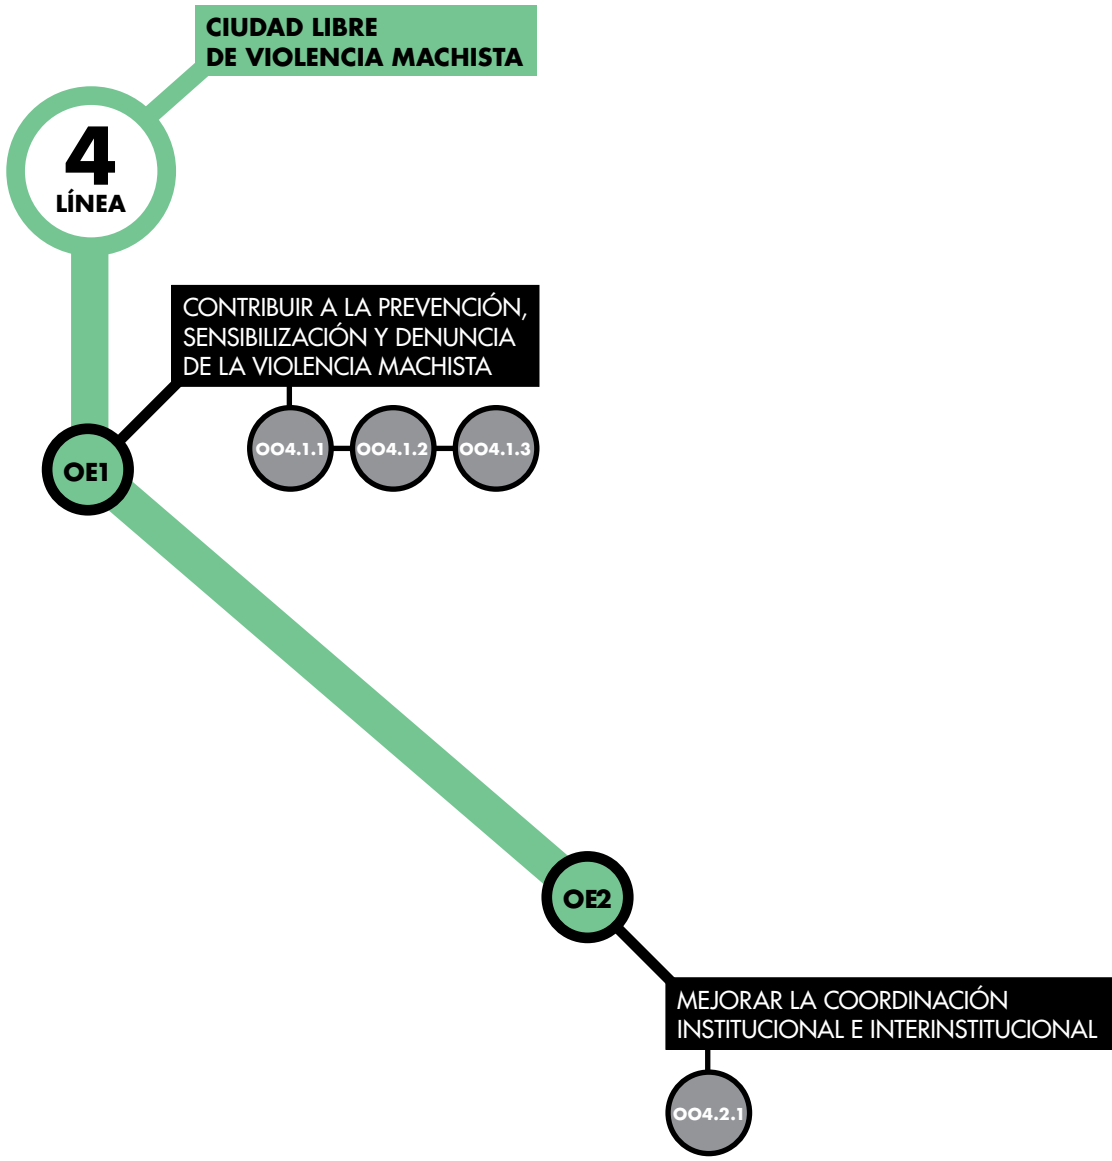 CIUDAD LIBRE
DE VIOLENCIA MACHISTA
4
LÍNEA
CONTRIBUIR A LA PREVENCIÓN,
SENSIBILIZACIÓN Y DENUNCIA
DE LA VIOLENCIA MACHISTA
OO4.1.1
OO4.1.2
OO4.1.3
OE1
OE2
MEJORAR LA COORDINACIÓN
INSTITUCIONAL E INTERINSTITUCIONAL
OO4.2.1